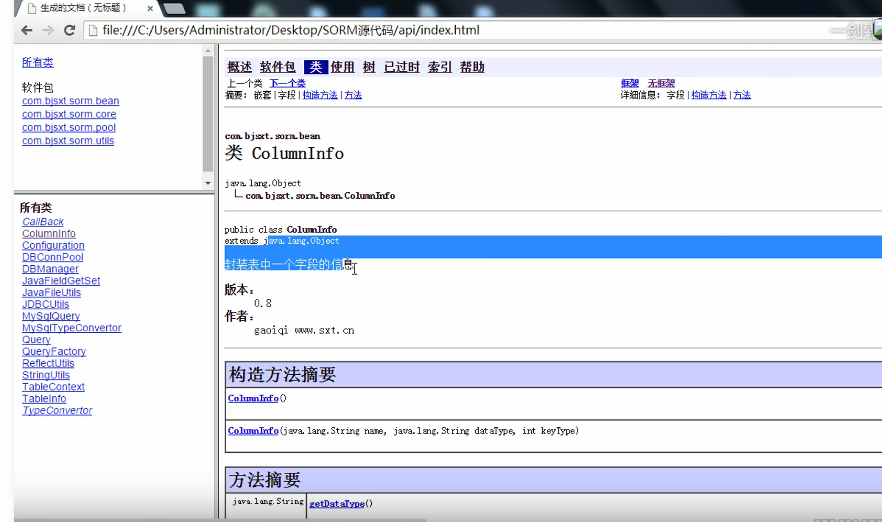 生成的文档（无标题）
file:///C:/Users/Administrator/Desktop/SORM源代码/api/index.html
所有类
软件包
com.bjsxt.sorm.bean
com.bjsxt.sorm.core
com.bjsxt.sorm.pool
com.bjsxt.sorm.utils
所有类
CallBack
ColumnInfo
Configuration
DBConnPool
DBManager
JavaFieldGetSet
JavaFileUtils
JDBCUtils
MySqlQuery
MySqlTypeConvertor
Query
QueryFactory
ReflectUtils
StringUtils
TableContext
TableInfo
TypeConvertor
概述 软件包 类 使用 树 已过时 索引 帮助
上一个类 下一个类 框架 无框架
摘要: 嵌套 | 字段 | 构造方法 | 方法 详细信息: 字段 | 构造方法 | 方法
com.bjsxt.sorm.bean
类 ColumnInfo
java.lang.Object
com.bjsxt.sorm.bean.ColumnInfo
public class ColumnInfo
extends java.lang.Object
封装表中一个字段的信息
版本:
0.8
作者:
gaoiqi www.sxt.cn
构造方法摘要
ColumnInfo()
ColumnInfo(java.lang.String name, java.lang.String dataType, int keyType)
方法摘要
java.lang.String getDataType()